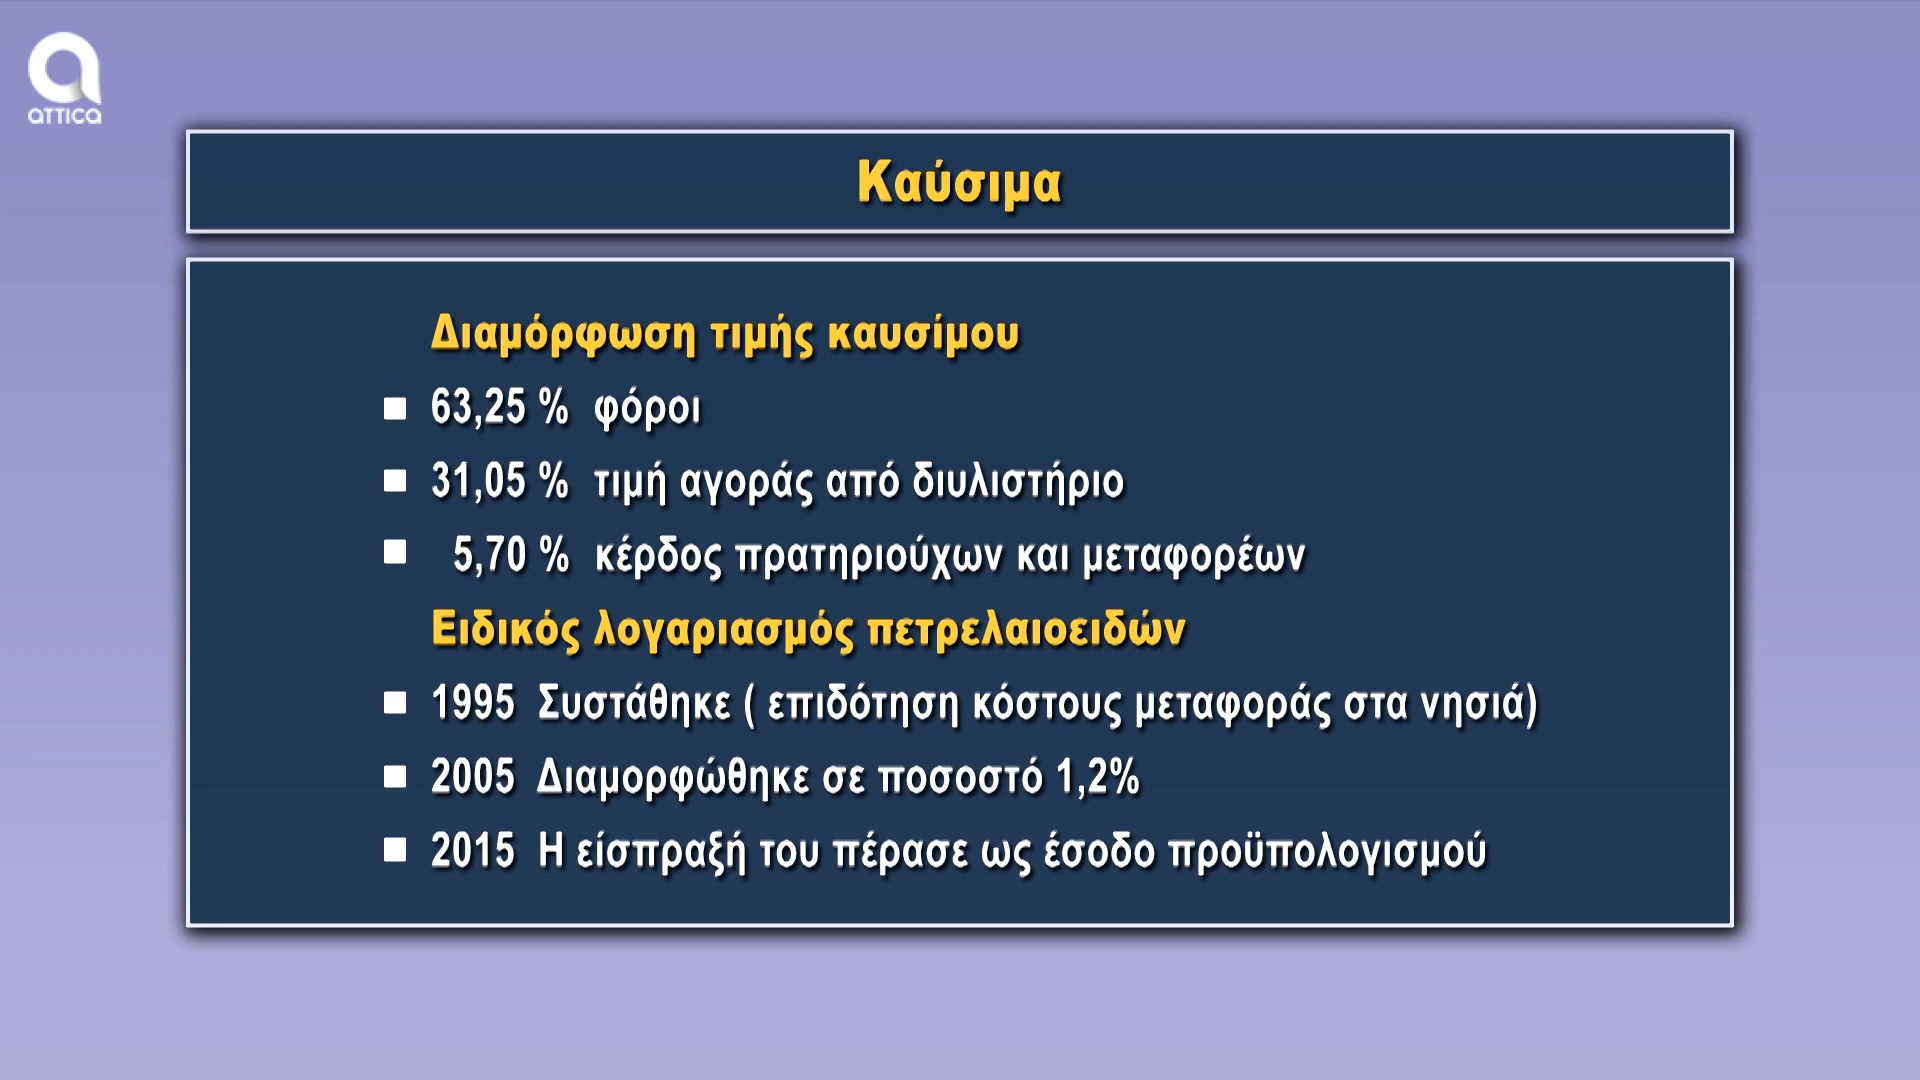 attica
Καύσιμα
Διαμόρφωση τιμής καυσίμου
■ 63,25 % φόροι
■ 31,05 % τιμή αγοράς από διυλιστήριο
■ 5,70 % κέρδος πρατηριούχων και μεταφορέων
Ειδικός λογαριασμός πετρελαιοειδών
■ 1995 Συστάθηκε ( επιδότηση κόστους μεταφοράς στα νησιά)
■ 2005 Διαμορφώθηκε σε ποσοστό 1,2%
■ 2015 Η είσπραξή του πέρασε ως έσοδο προϋπολογισμού